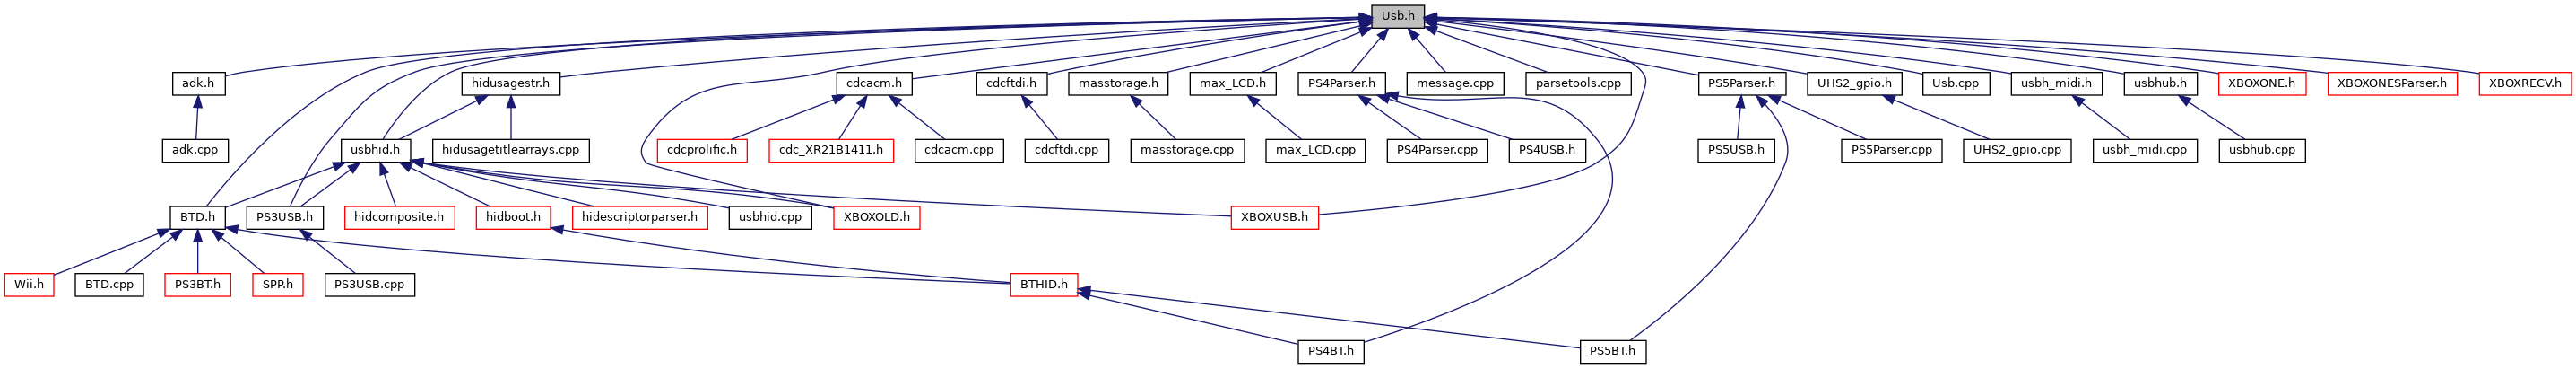 Usb.h
adk.h
hidusagestr.h
cdcacm.h
cdcftdi.h
masstorage.h
max_LCD.h
PS4Parser.h
message.cpp
parsetools.cpp
PS5Parser.h
UHS2_gpio.h
Usb.cpp
usbh_midi.h
usbhub.h
XBOXONE.h
XBOXONESParser.h
XBOXRECV.h
adk.cpp
usbhid.h
hidusagetitlearrays.cpp
cdcprolific.h
cdc_XR21B1411.h
cdcacm.cpp
cdcftdi.cpp
masstorage.cpp
max_LCD.cpp
PS4Parser.cpp
PS4USB.h
PS5USB.h
PS5Parser.cpp
UHS2_gpio.cpp
usbh_midi.cpp
usbhub.cpp
BTD.h
PS3USB.h
hidcomposite.h
hidboot.h
hidescriptorparser.h
usbhid.cpp
XBOXOLD.h
XBOXUSB.h
Wii.h
BTD.cpp
PS3BT.h
SPP.h
PS3USB.cpp
BTHID.h
PS4BT.h
PS5BT.h